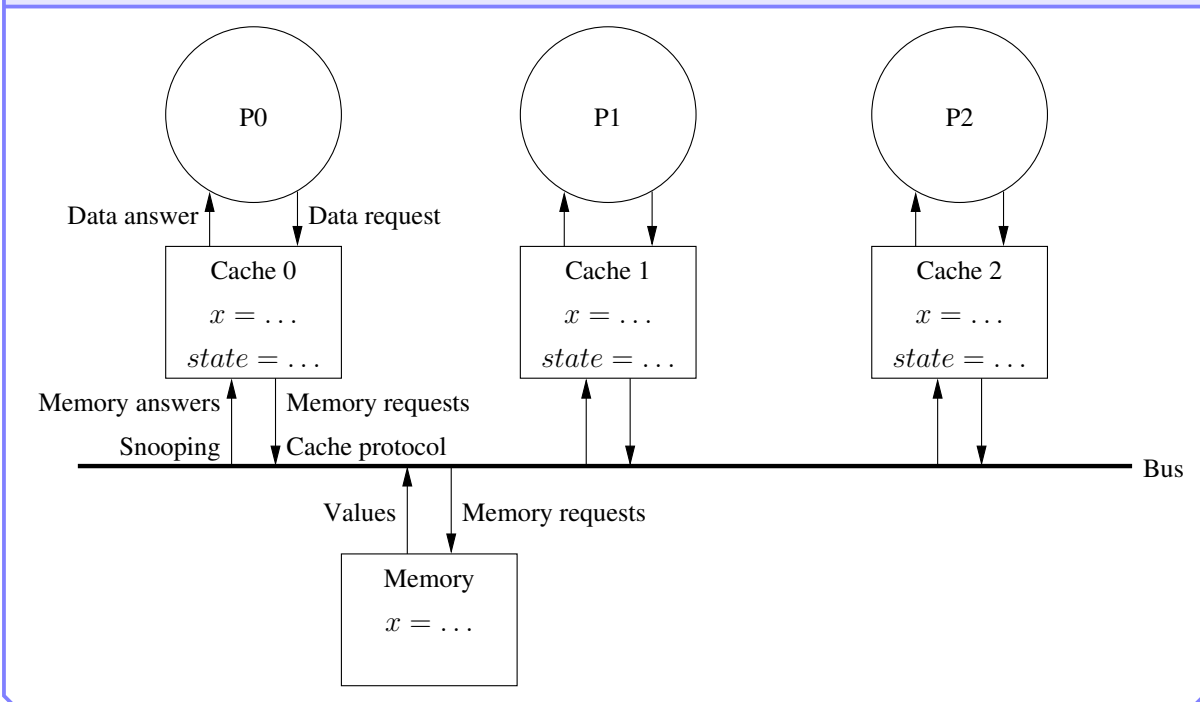 P0 P1 P2
Data answer Data request
Cache 0 Cache 1 Cache 2
x = ... x = ... x = ...
state = ... state = ... state = ...
Memory answers Memory requests
Snooping Cache protocol
Bus
Values Memory requests
Memory
x = ...